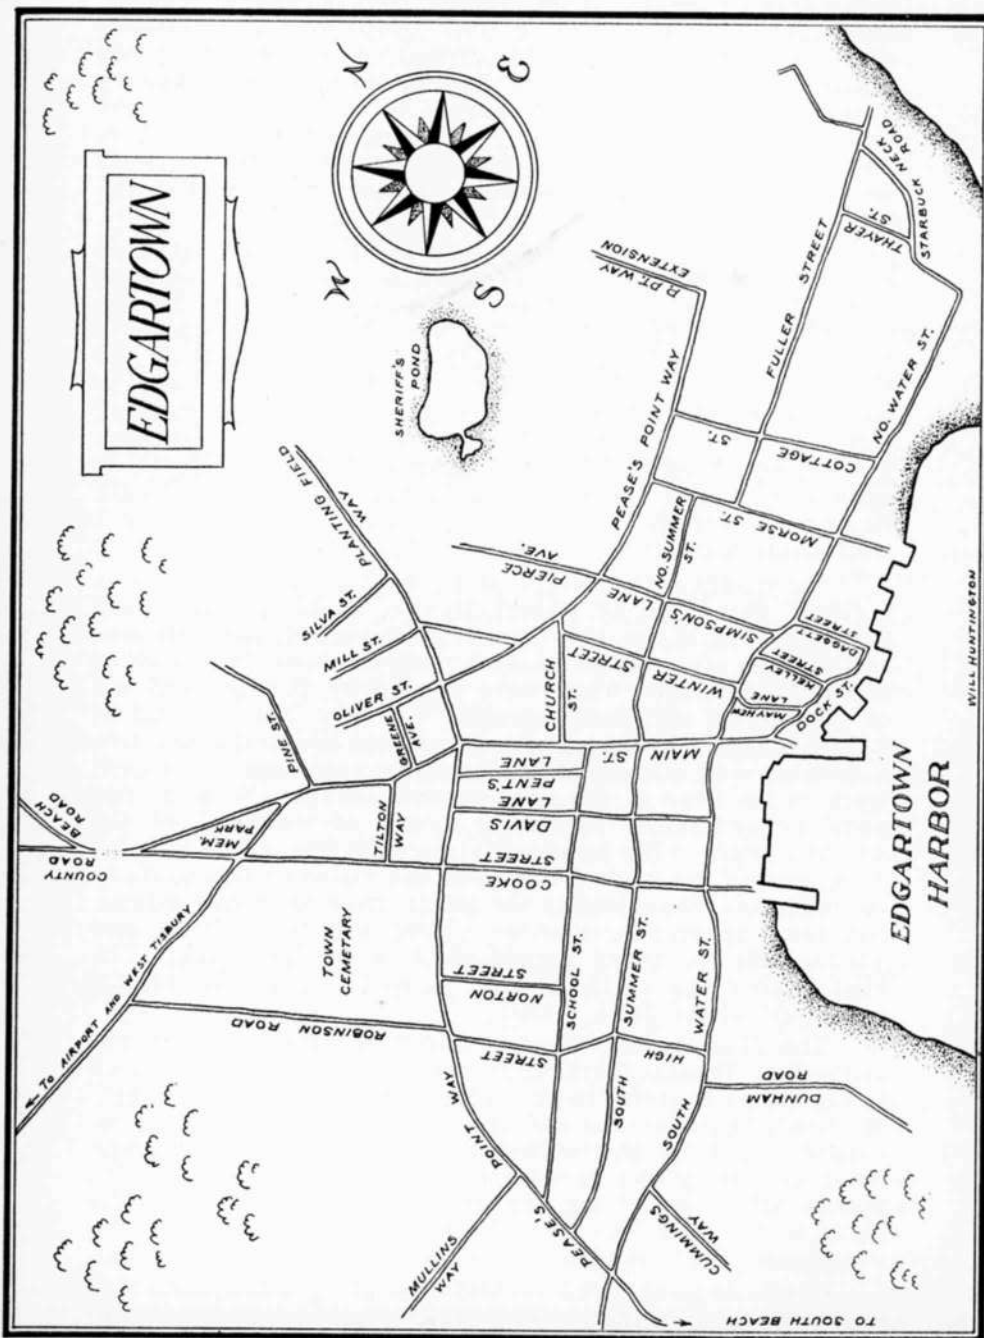 EDGARTOWN
N
E
S
W
SHERIFF'S
POND
P. PT. WAY
EXTENSION
PEASE'S POINT WAY
FULLER STREET
STARBUCK NECK
ROAD
THAYER
ST.
NO. WATER ST.
COTTAGE
ST.
MORSE ST.
NO. SUMMER
ST.
PIERCE
AVE.
SIMPSON'S
LANE
PLANTING FIELD
WAY
SILVA ST.
MILL ST.
OLIVER ST.
GREENE
AVE.
PINE ST.
CHURCH
ST.
WINTER
STREET
DAGGETT
STREET
KELLEY
STREET
MAYHEW
LANE
DOCK ST.
MAIN
ST.
PENT'S
LANE
DAVIS
LANE
TILTON
WAY
MEM.
PARK
BEACH
ROAD
COUNTY
ROAD
COOKE
STREET
TOWN
CEMETARY
NORTON
STREET
SCHOOL ST.
SOUTH SUMMER ST.
SOUTH WATER ST.
ROBINSON ROAD
HIGH
STREET
DUNHAM
ROAD
TO AIRPORT AND WEST TISBURY
PEASE'S POINT WAY
MULLINS
WAY
CUMMINGS
WAY
TO SOUTH BEACH
EDGARTOWN
HARBOR
WILL HUNTINGTON